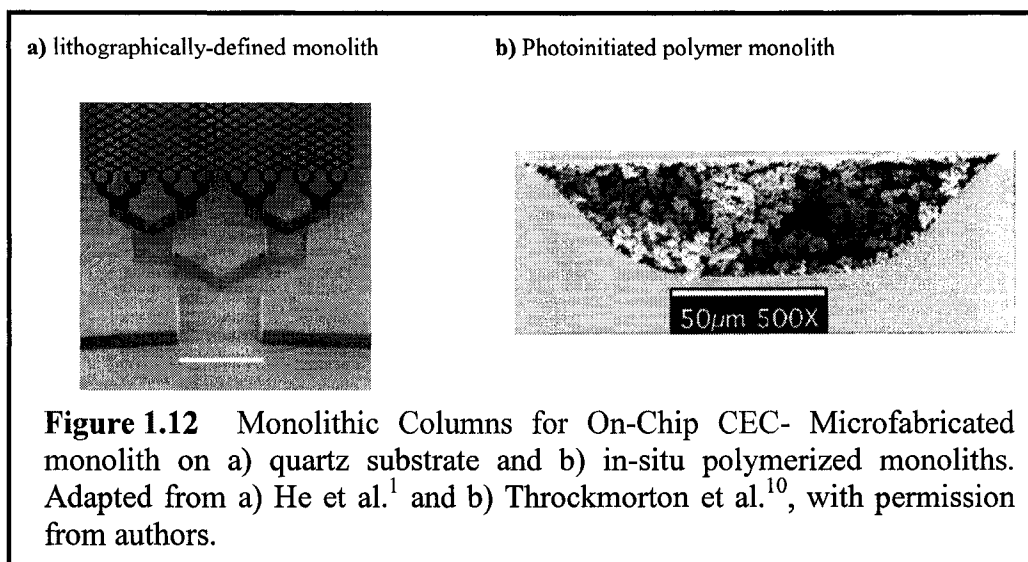 a) lithographically-defined monolith
b) Photoinitiated polymer monolith
50μm 500X
Figure 1.12 Monolithic Columns for On-Chip CEC- Microfabricated
monolith on a) quartz substrate and b) in-situ polymerized monoliths.
Adapted from a) He et al.¹ and b) Throckmorton et al.¹⁰, with permission
from authors.